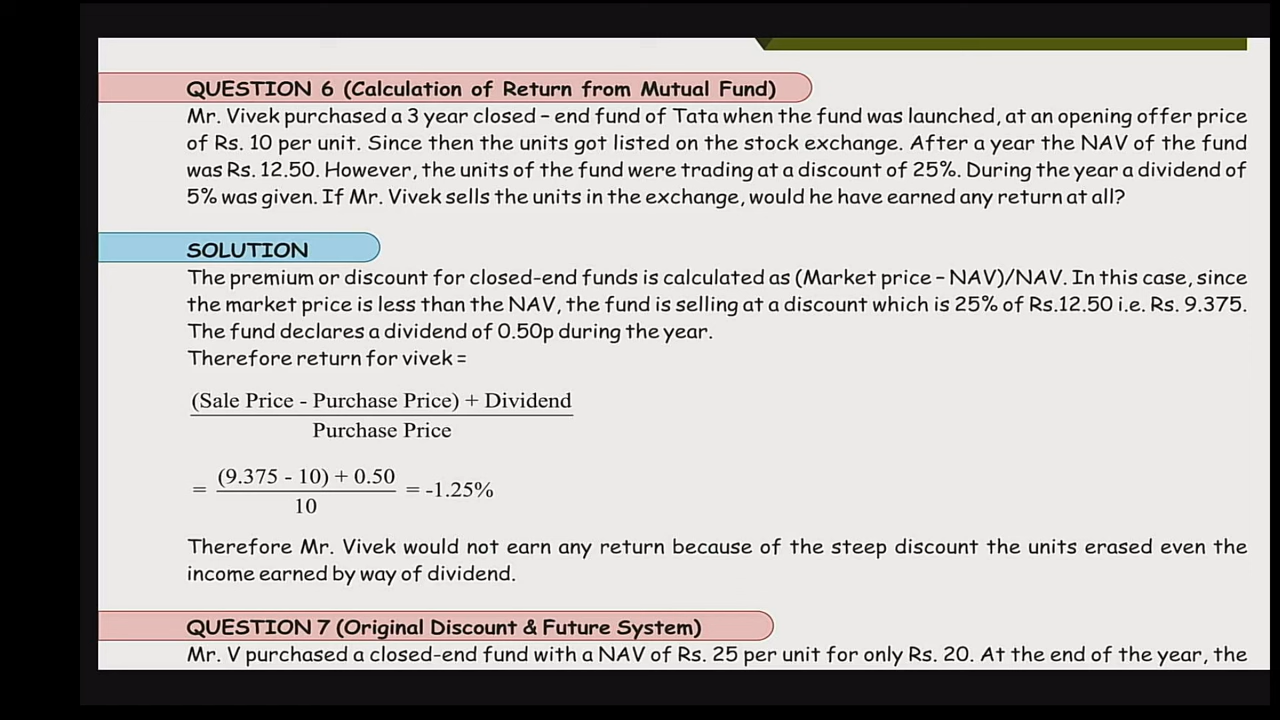 QUESTION 6 (Calculation of Return from Mutual Fund)
Mr. Vivek purchased a 3 year closed – end fund of Tata when the fund was launched, at an opening offer price
of Rs. 10 per unit. Since then the units got listed on the stock exchange. After a year the NAV of the fund
was Rs. 12.50. However, the units of the fund were trading at a discount of 25%. During the year a dividend of
5% was given. If Mr. Vivek sells the units in the exchange, would he have earned any return at all?
SOLUTION
The premium or discount for closed-end funds is calculated as (Market price – NAV)/NAV. In this case, since
the market price is less than the NAV, the fund is selling at a discount which is 25% of Rs.12.50 i.e. Rs. 9.375.
The fund declares a dividend of 0.50p during the year.
Therefore return for vivek =
(Sale Price - Purchase Price) + Dividend
Purchase Price
= (9.375 - 10) + 0.50 = -1.25%
10
Therefore Mr. Vivek would not earn any return because of the steep discount the units erased even the
income earned by way of dividend.
QUESTION 7 (Original Discount & Future System)
Mr. V purchased a closed-end fund with a NAV of Rs. 25 per unit for only Rs. 20. At the end of the year, the